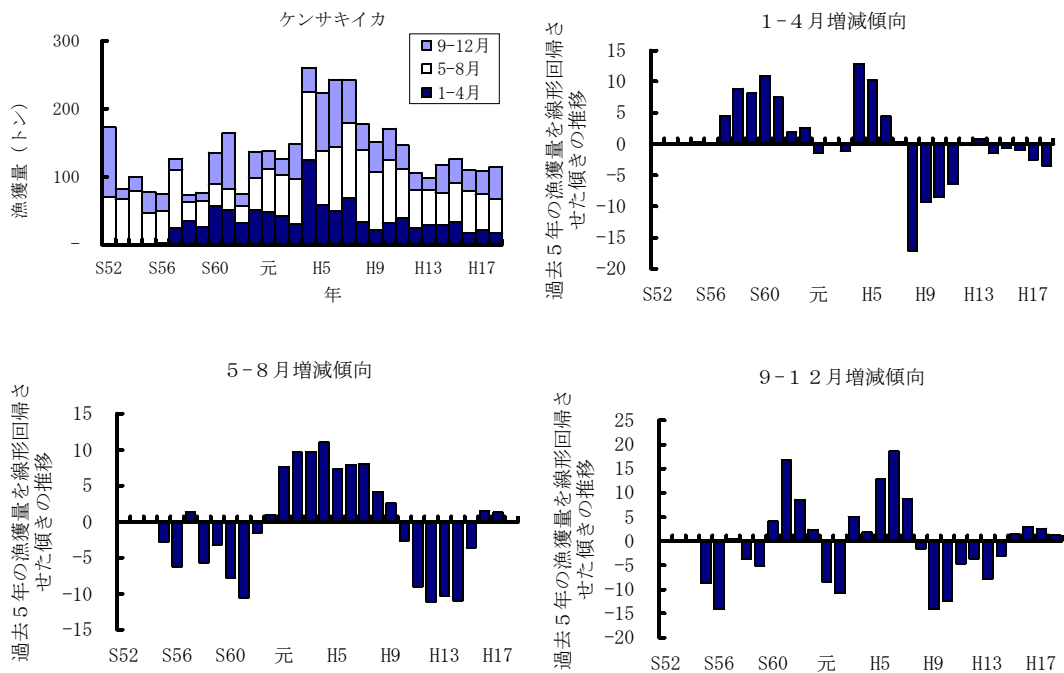 ケンサキイカ
300
200
100
-
漁獲量(トン)
9-12月
5-8月
1-4月
S52 S56 S60 元 H5 H9 H13 H17
年
1-4月増減傾向
過去5年の漁獲量を線形回帰さ
せた傾きの推移
15
10
5
0
-5
-10
-15
-20
S52 S56 S60 元 H5 H9 H13 H17
5-8月増減傾向
過去5年の漁獲量を線形回帰さ
せた傾きの推移
15
10
5
0
-5
-10
-15
S52 S56 S60 元 H5 H9 H13 H17
9-12月増減傾向
過去5年の漁獲量を線形回帰さ
せた傾きの推移
25
20
15
10
5
0
-5
-10
-15
-20
S52 S56 S60 元 H5 H9 H13 H17